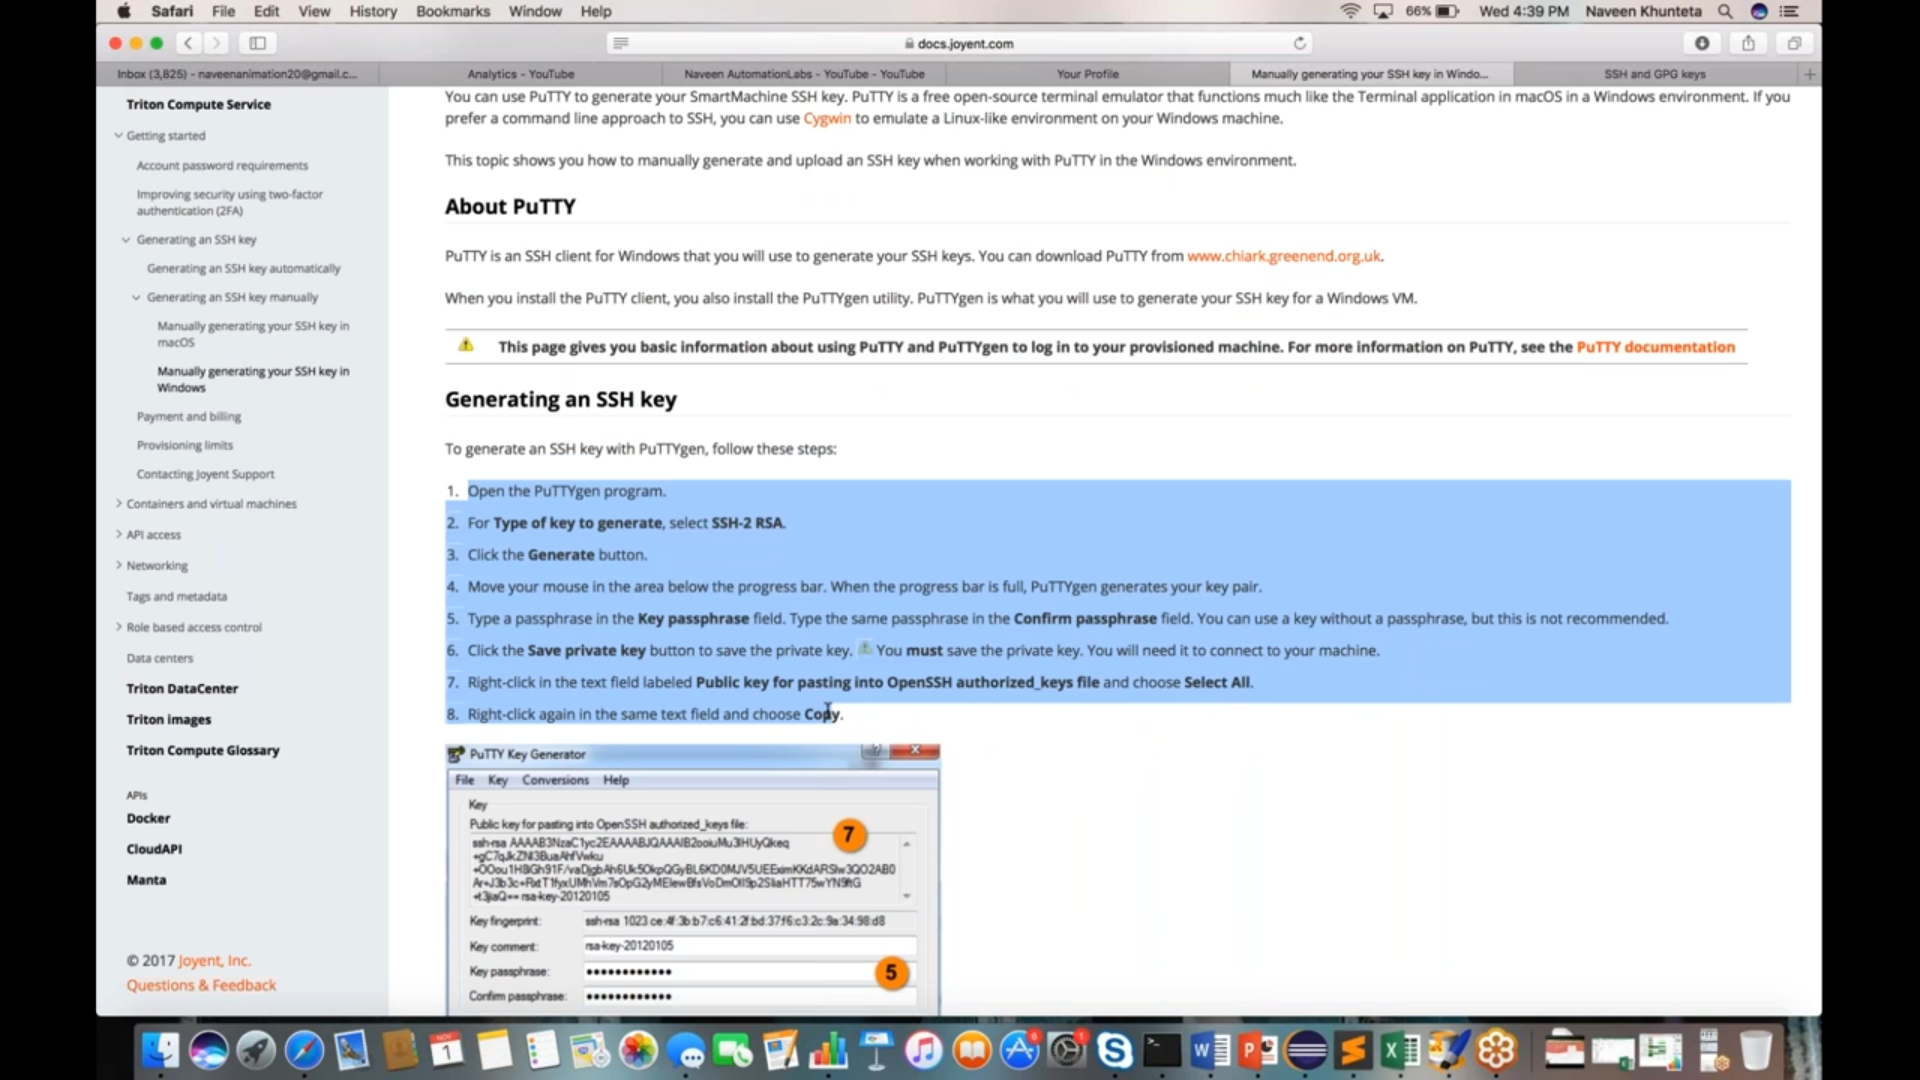 Safari File Edit View History Bookmarks Window Help 66% Wed 4:39 PM Naveen Khunteta
docs.joyent.com
Inbox (3,825) - naveenanimation20@gmail.c... Analytics - YouTube Naveen AutomationLabs - YouTube - YouTube Your Profile Manually generating your SSH key in Windo... SSH and GPG keys
Triton Compute Service
Getting started
Account password requirements
Improving security using two-factor
authentication (2FA)
Generating an SSH key
Generating an SSH key automatically
Generating an SSH key manually
Manually generating your SSH key in
macOS
Manually generating your SSH key in
Windows
Payment and billing
Provisioning limits
Contacting Joyent Support
Containers and virtual machines
API access
Networking
Tags and metadata
Role based access control
Data centers
Triton DataCenter
Triton images
Triton Compute Glossary
APIs
Docker
CloudAPI
Manta
© 2017 Joyent, Inc.
Questions & Feedback
You can use PuTTY to generate your SmartMachine SSH key. PuTTY is a free open-source terminal emulator that functions much like the Terminal application in macOS in a Windows environment. If you
prefer a command line approach to SSH, you can use Cygwin to emulate a Linux-like environment on your Windows machine.
This topic shows you how to manually generate and upload an SSH key when working with PuTTY in the Windows environment.
About PuTTY
PuTTY is an SSH client for Windows that you will use to generate your SSH keys. You can download PuTTY from www.chiark.greenend.org.uk.
When you install the PuTTY client, you also install the PuTTYgen utility. PuTTYgen is what you will use to generate your SSH key for a Windows VM.
This page gives you basic information about using PuTTY and PuTTYgen to log in to your provisioned machine. For more information on PuTTY, see the PuTTY documentation
Generating an SSH key
To generate an SSH key with PuTTYgen, follow these steps:
1. Open the PuTTYgen program.
2. For Type of key to generate, select SSH-2 RSA.
3. Click the Generate button.
4. Move your mouse in the area below the progress bar. When the progress bar is full, PuTTYgen generates your key pair.
5. Type a passphrase in the Key passphrase field. Type the same passphrase in the Confirm passphrase field. You can use a key without a passphrase, but this is not recommended.
6. Click the Save private key button to save the private key. You must save the private key. You will need it to connect to your machine.
7. Right-click in the text field labeled Public key for pasting into OpenSSH authorized_keys file and choose Select All.
8. Right-click again in the same text field and choose Copy.
PuTTY Key Generator
File Key Conversions Help
Key
Public key for pasting into OpenSSH authorized_keys file:
7
ssh-rsa
rsa-key-20120105
Key fingerprint: ssh-rsa 1023 ce:4f:3b:b7:c6:41:2f:bd:37:f6:c3:2c:9a:34:98:d8
Key comment: rsa-key-20120105
Key passphrase: ••••••••••••
5
Confirm passphrase: ••••••••••••
NOV
1